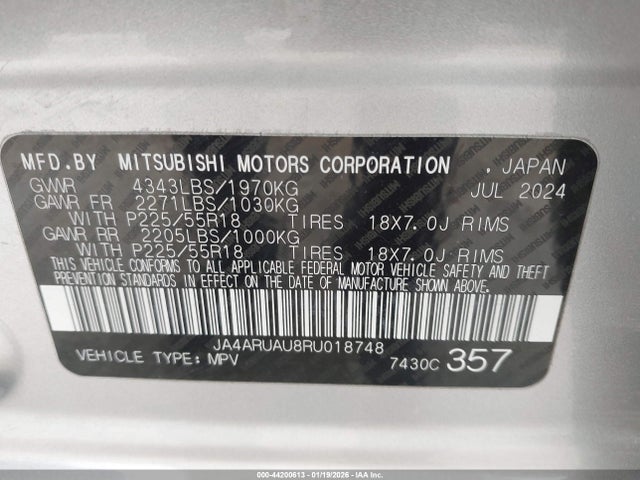 MFD.BY MITSUBISHI MOTORS CORPORATION , JAPAN
GVWR 4343LBS/1970KG JUL 2024
GAWR FR 2271LBS/1030KG
WITH P225/55R18 TIRES 18X7.0J RIMS
GAWR RR 2205LBS/1000KG
WITH P225/55R18 TIRES 18X7.0J RIMS
THIS VEHICLE CONFORMS TO ALL APPLICABLE FEDERAL MOTOR VEHICLE SAFETY AND THEFT
PREVENTION STANDARDS IN EFFECT ON THE DATE OF MANUFACTURE SHOWN ABOVE.
JA4ARUAU8RU018748
VEHICLE TYPE: MPV 7430C 357
000-44200613 - 01/19/2026 - IAA Inc.